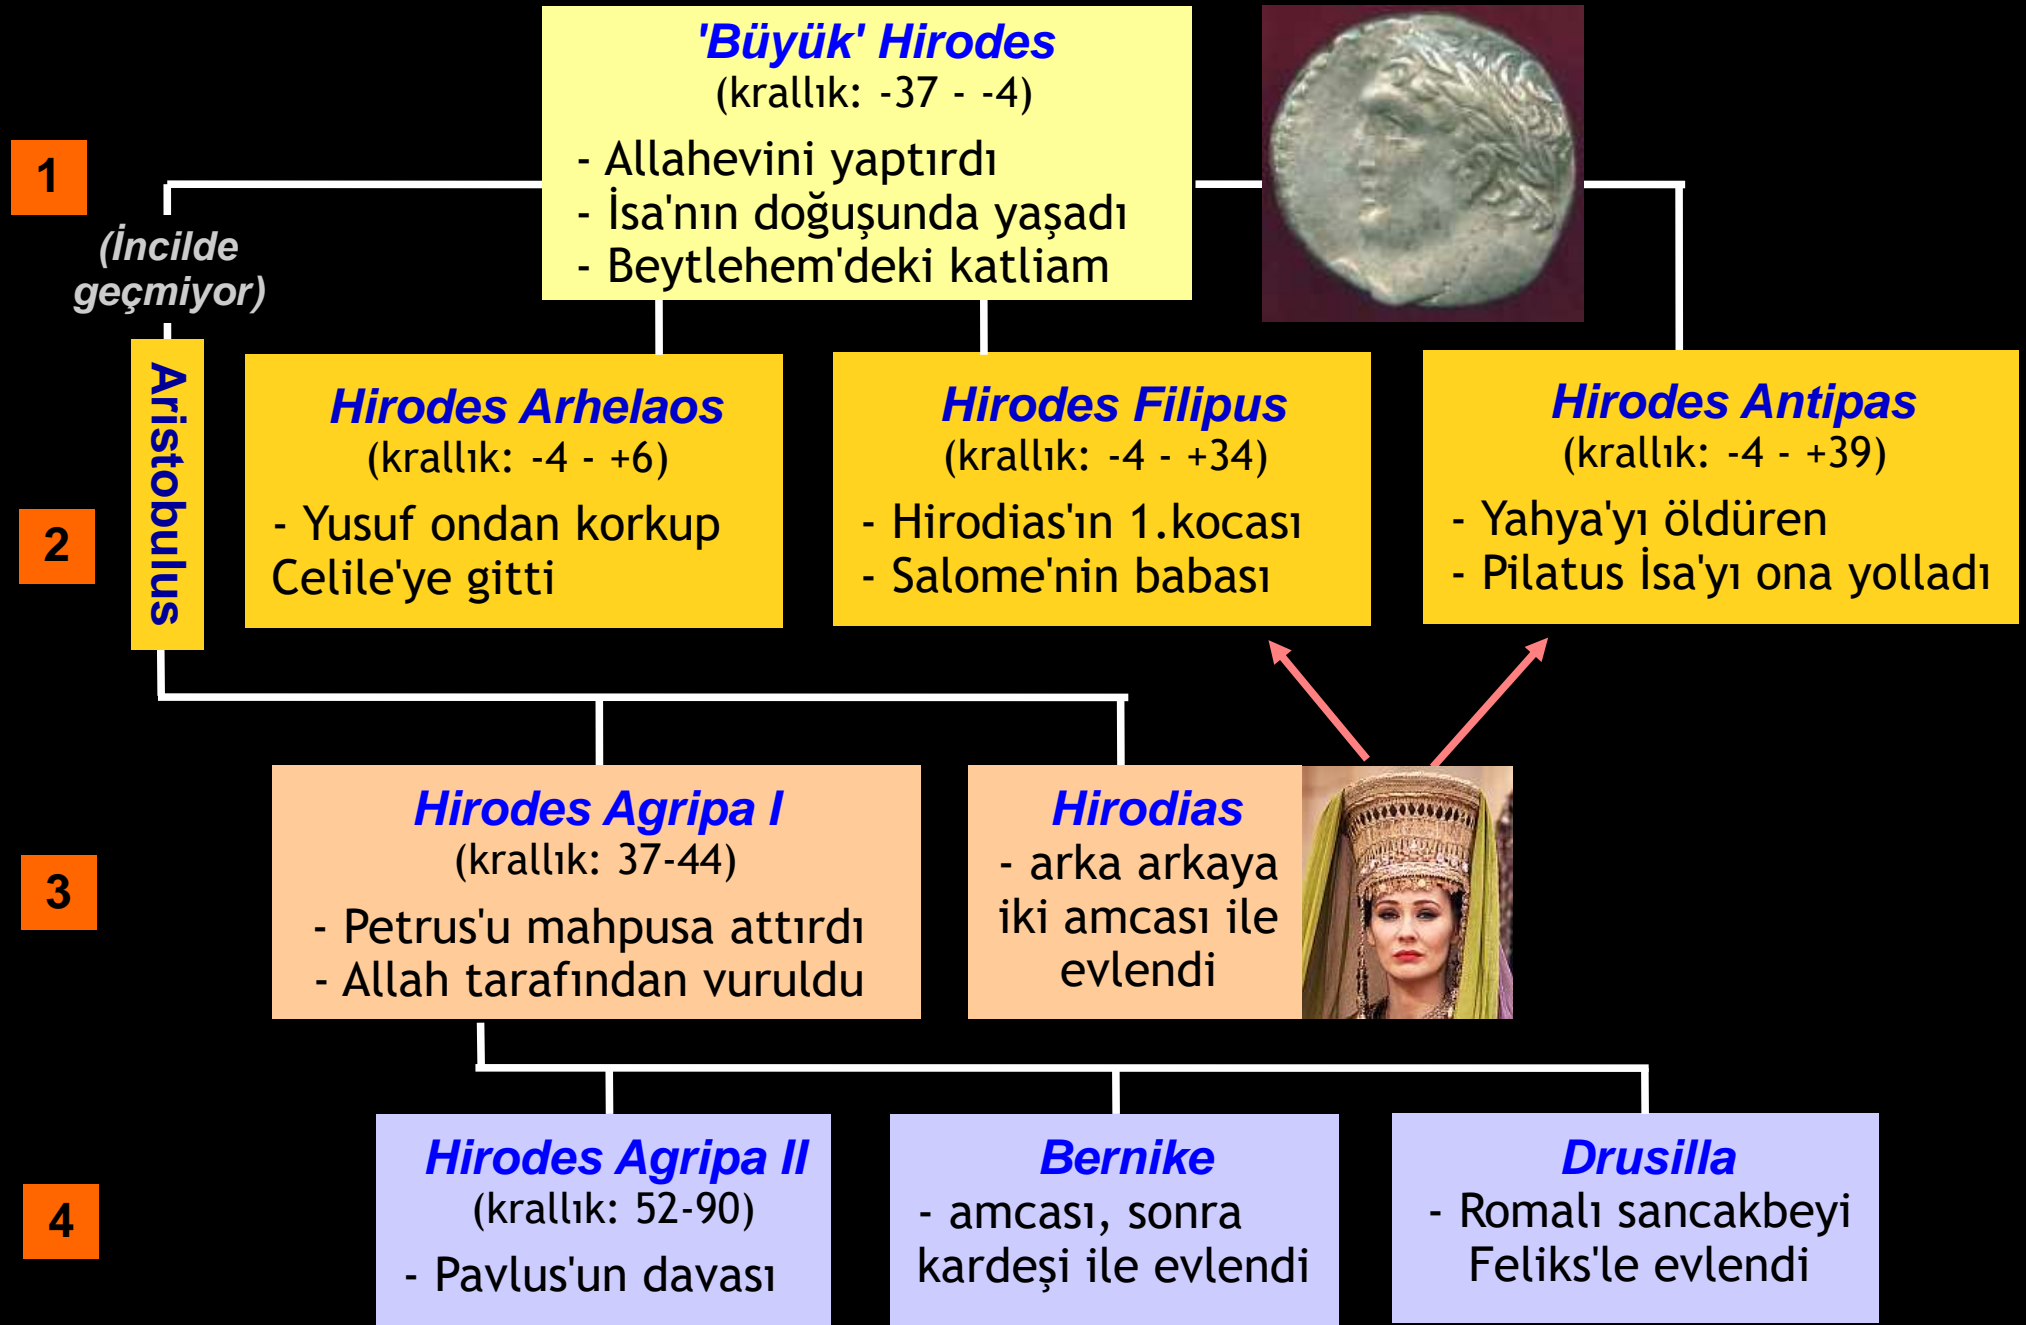 'Büyük' Hirodes
(krallık: -37 - -4)
- Allahevini yaptırdı
- İsa'nın doğuşunda yaşadı
- Beytlehem'deki katliam
1
(İncilde
geçmiyor)
Aristobulus
Hirodes Arhelaos
(krallık: -4 - +6)
- Yusuf ondan korkup
Celile'ye gitti
Hirodes Filipus
(krallık: -4 - +34)
- Hirodias'ın 1.kocası
- Salome'nin babası
Hirodes Antipas
(krallık: -4 - +39)
- Yahya'yı öldüren
- Pilatus İsa'yı ona yolladı
2
Hirodes Agripa I
(krallık: 37-44)
- Petrus'u mahpusa attırdı
- Allah tarafından vuruldu
Hirodias
- arka arkaya
iki amcası ile
evlendi
3
Hirodes Agripa II
(krallık: 52-90)
- Pavlus'un davası
Bernike
- amcası, sonra
kardeşi ile evlendi
Drusilla
- Romalı sancakbeyi
Feliks'le evlendi
4